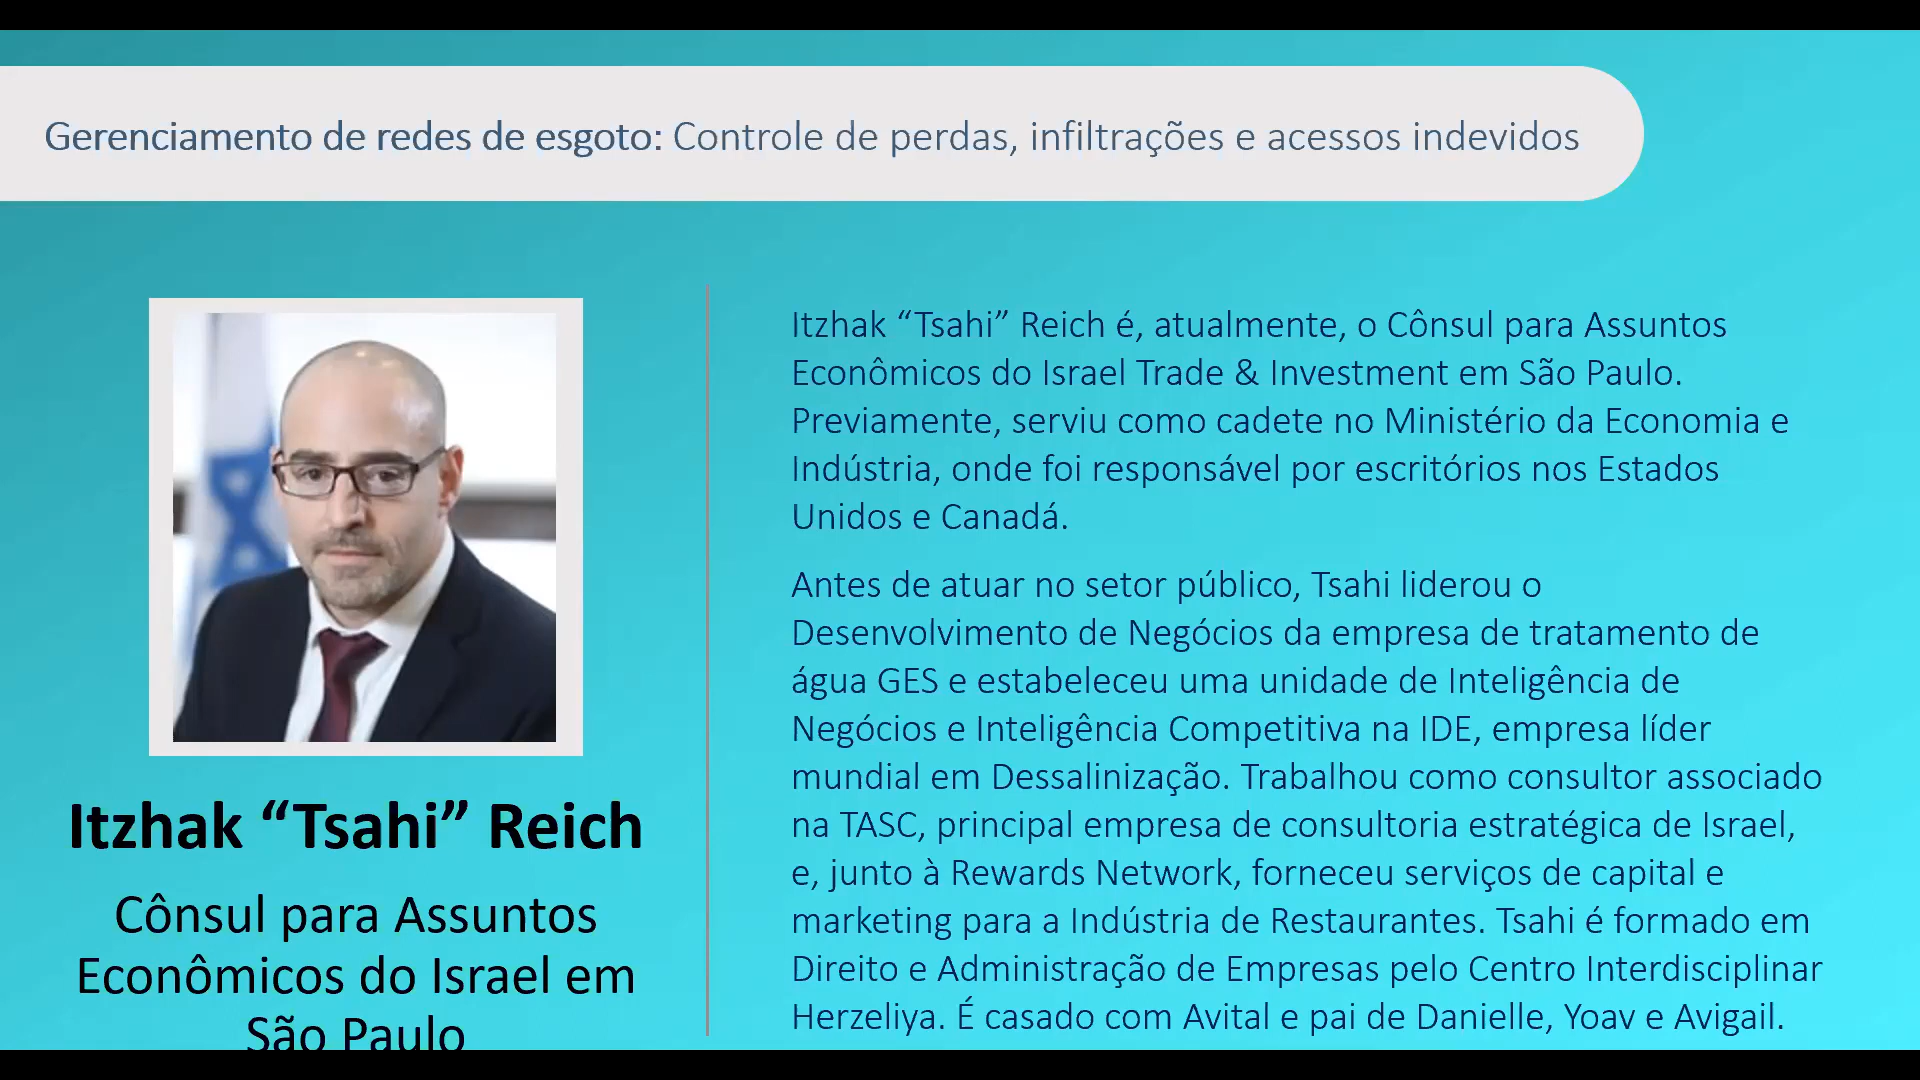 Gerenciamento de redes de esgoto: Controle de perdas, infiltrações e acessos indevidos
Itzhak “Tsahi” Reich
Cônsul para Assuntos
Econômicos do Israel em
São Paulo
Itzhak “Tsahi” Reich é, atualmente, o Cônsul para Assuntos
Econômicos do Israel Trade & Investment em São Paulo.
Previamente, serviu como cadete no Ministério da Economia e
Indústria, onde foi responsável por escritórios nos Estados
Unidos e Canadá.
Antes de atuar no setor público, Tsahi liderou o
Desenvolvimento de Negócios da empresa de tratamento de
água GES e estabeleceu uma unidade de Inteligência de
Negócios e Inteligência Competitiva na IDE, empresa líder
mundial em Dessalinização. Trabalhou como consultor associado
na TASC, principal empresa de consultoria estratégica de Israel,
e, junto à Rewards Network, forneceu serviços de capital e
marketing para a Indústria de Restaurantes. Tsahi é formado em
Direito e Administração de Empresas pelo Centro Interdisciplinar
Herzeliya. É casado com Avital e pai de Danielle, Yoav e Avigail.